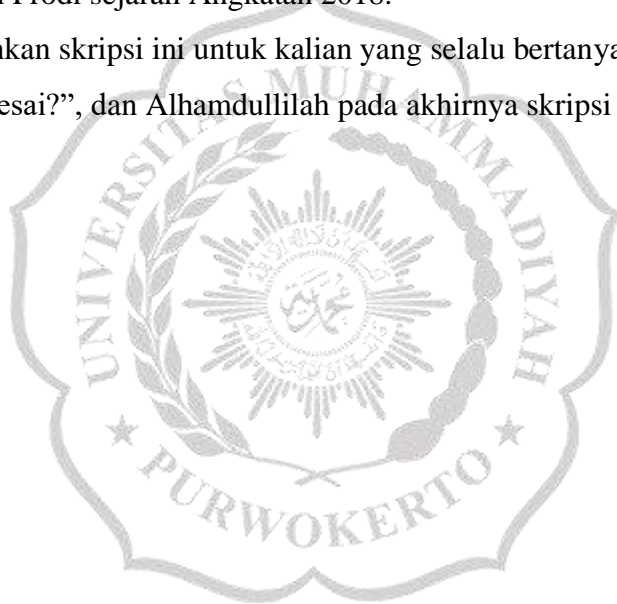 Prodi sejarah Angkatan 2018.
kan skripsi ini untuk kalian yang selalu bertanya
esai?”, dan Alhamdullilah pada akhirnya skripsi
UNIVERSITAS MUHAMMADIYAH
PURWOKERTO